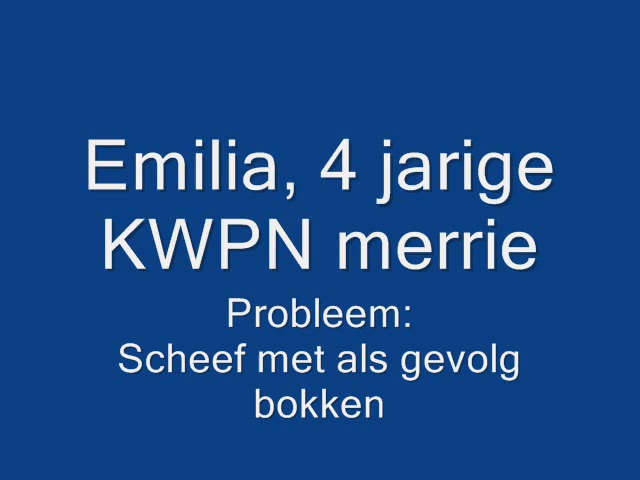 Emilia, 4 jarige
KWPN merrie
Probleem:
Scheef met als gevolg
bokken